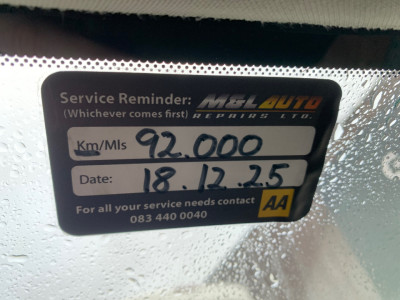 Service Reminder: M&L AUTO
(Whichever comes first) REPAIRS LTD.
Km/Mls 92.000
Date: 18.12.25
For all your service needs contact AA
083 440 0040